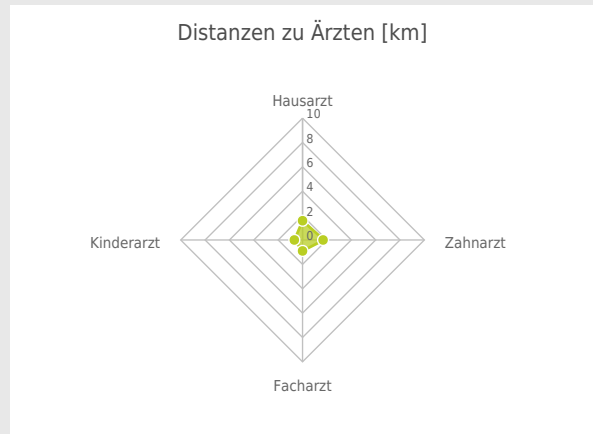 Distanzen zu Ärzten [km]
Hausarzt
10
8
6
4
2
0
Kinderarzt
Zahnarzt
Facharzt